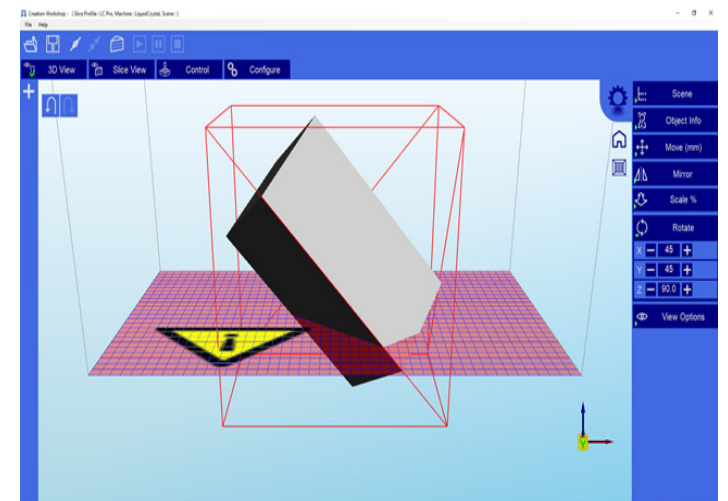 Creation Workshop - ( Slice Profile : LC Pro, Machine : LiquidCrystal, Scene : )
File Help
3D View Slice View Control Configure
Scene
Object Info
Move (mm)
Mirror
Scale %
Rotate
X 45
Y 45
Z 90.0
View Options
Y